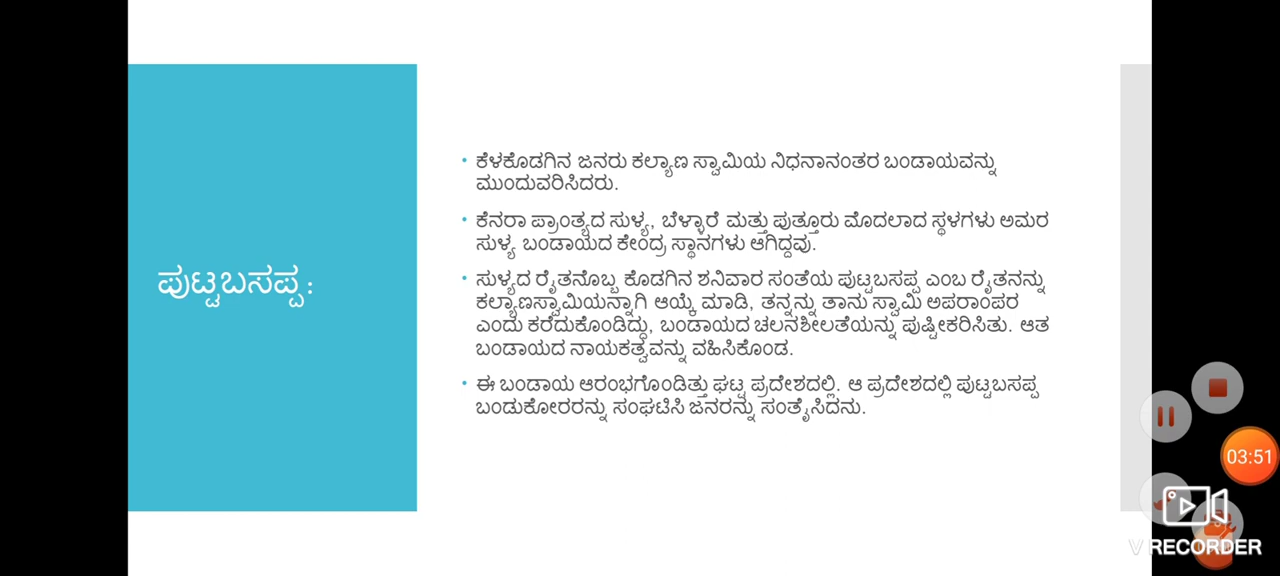 ಪುಟ್ಟಬಸಪ್ಪ:
• ಕೆಳಕೊಡಗಿನ ಜನರು ಕಲ್ಯಾಣ ಸ್ವಾಮಿಯ ನಿಧನಾನಂತರ ಬಂಡಾಯವನ್ನು
ಮುಂದುವರಿಸಿದರು.
• ಕೆನರಾ ಪ್ರಾಂತ್ಯದ ಸುಳ್ಯ, ಬೆಳ್ಳಾರೆ ಮತ್ತು ಪುತ್ತೂರು ಮೊದಲಾದ ಸ್ಥಳಗಳು ಅಮರ
ಸುಳ್ಯ ಬಂಡಾಯದ ಕೇಂದ್ರ ಸ್ಥಾನಗಳು ಆಗಿದ್ದವು.
• ಸುಳ್ಯದ ರೈತನೊಬ್ಬ ಕೊಡಗಿನ ಶನಿವಾರ ಸಂತೆಯ ಪುಟ್ಟಬಸಪ್ಪ ಎಂಬ ರೈತನನ್ನು
ಕಲ್ಯಾಣಸ್ವಾಮಿಯನ್ನಾಗಿ ಆಯ್ಕೆ ಮಾಡಿ, ತನ್ನನ್ನು ತಾನು ಸ್ವಾಮಿ ಅಪರಾಂಪರ
ಎಂದು ಕರೆದುಕೊಂಡಿದ್ದು, ಬಂಡಾಯದ ಚಲನಶೀಲತೆಯನ್ನು ಪುಷ್ಟೀಕರಿಸಿತು. ಆತ
ಬಂಡಾಯದ ನಾಯಕತ್ವವನ್ನು ವಹಿಸಿಕೊಂಡ.
• ಈ ಬಂಡಾಯ ಆರಂಭಗೊಂಡಿತ್ತು ಘಟ್ಟ ಪ್ರದೇಶದಲ್ಲಿ. ಆ ಪ್ರದೇಶದಲ್ಲಿ ಪುಟ್ಟಬಸಪ್ಪ
ಬಂಡುಕೋರರನ್ನು ಸಂಘಟಿಸಿ ಜನರನ್ನು ಸಂತೈಸಿದನು.
03:51
V RECORDER